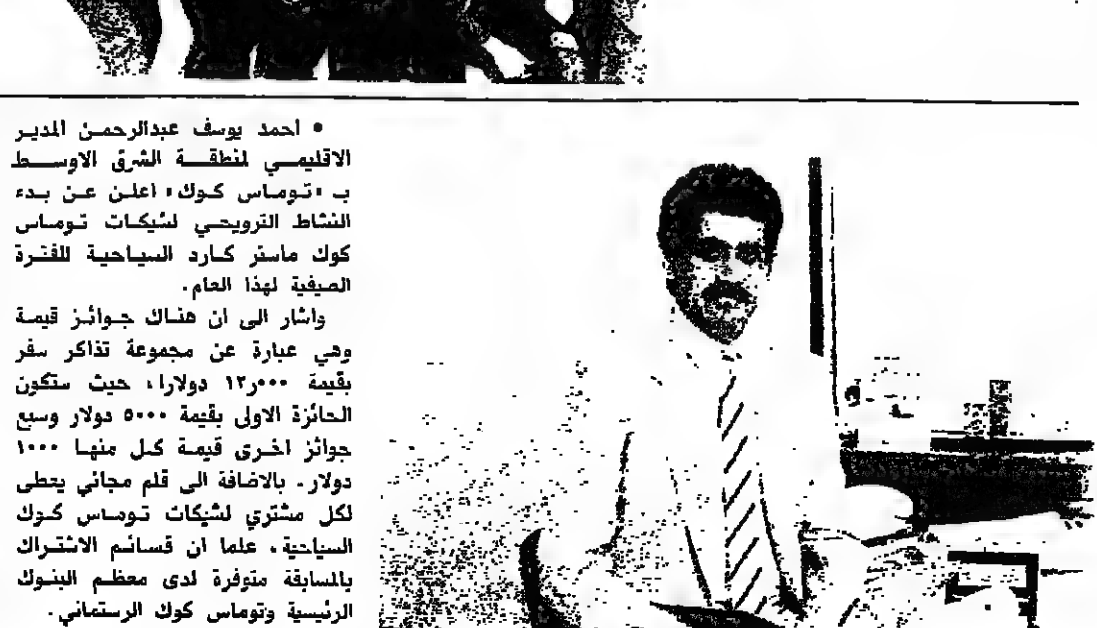 • احمد يوسف عبدالرحمن المدير
الاقليمي لمنطقة الشرق الاوسط
ب «توماس كوك» اعلن عن بدء
النشاط الترويحي لشيكات توماس
كوك ماستر كارد السياحية للفترة
الصيفية لهذا العام.
واشار الى ان هناك جوائز قيمة
وهي عبارة عن مجموعة تذاكر سفر
بقيمة ١٢ر٠٠٠ دولارا، حيث ستكون
الجائزة الاولى بقيمة ٥٠٠٠ دولار وسبع
جوائز اخرى قيمة كل منها ١٠٠٠
دولار. بالاضافة الى قلم مجاني يعطى
لكل مشتري لشيكات توماس كوك
السياحية، علما ان قسائم الاشتراك
بالمسابقة متوفرة لدى معظم البنوك
الرئيسية وتوماس كوك الرستماني.